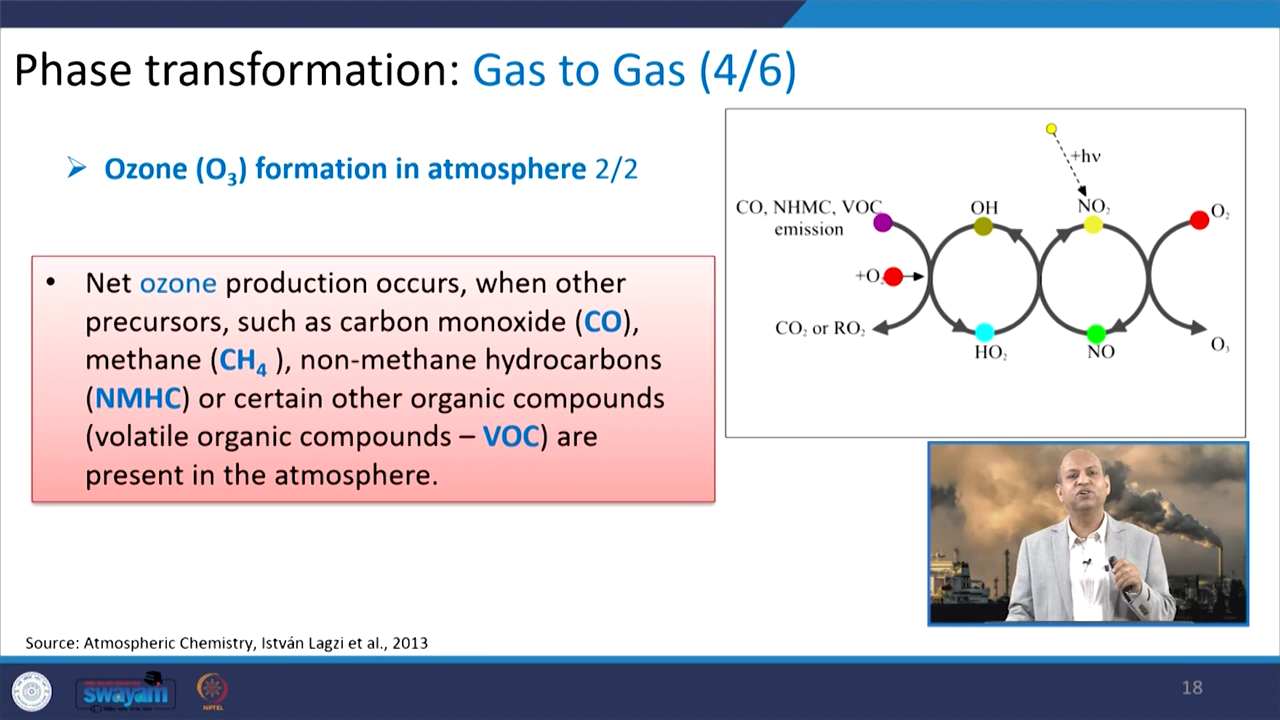 Phase transformation: Gas to Gas (4/6)
➢ Ozone (O₃) formation in atmosphere 2/2
• Net ozone production occurs, when other
precursors, such as carbon monoxide (CO),
methane (CH₄ ), non-methane hydrocarbons
(NMHC) or certain other organic compounds
(volatile organic compounds – VOC) are
present in the atmosphere.
+hν
CO, NHMC, VOC
emission
OH
NO₂
O₂
+O₂
CO₂ or RO₂
HO₂
NO
O₃
Source: Atmospheric Chemistry, István Lagzi et al., 2013
swayam
NPTEL
18